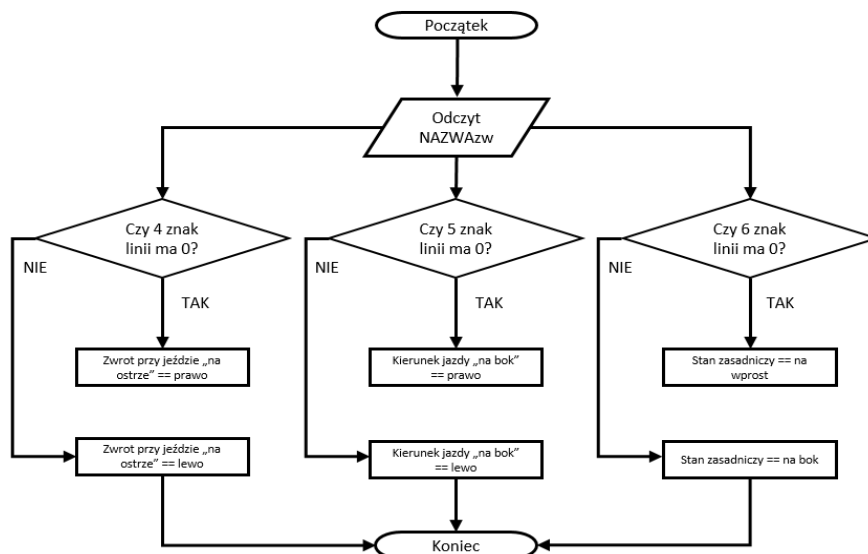 Początek
Odczyt
NAZWAzw
Czy 4 znak
linii ma 0?
Czy 5 znak
linii ma 0?
Czy 6 znak
linii ma 0?
NIE
NIE
NIE
TAK
TAK
TAK
Zwrot przy jeździe „na
ostrze” == prawo
Kierunek jazdy „na bok”
== prawo
Stan zasadniczy == na
wprost
Zwrot przy jeździe „na
ostrze” == lewo
Kierunek jazdy „na bok”
== lewo
Stan zasadniczy == na bok
Koniec